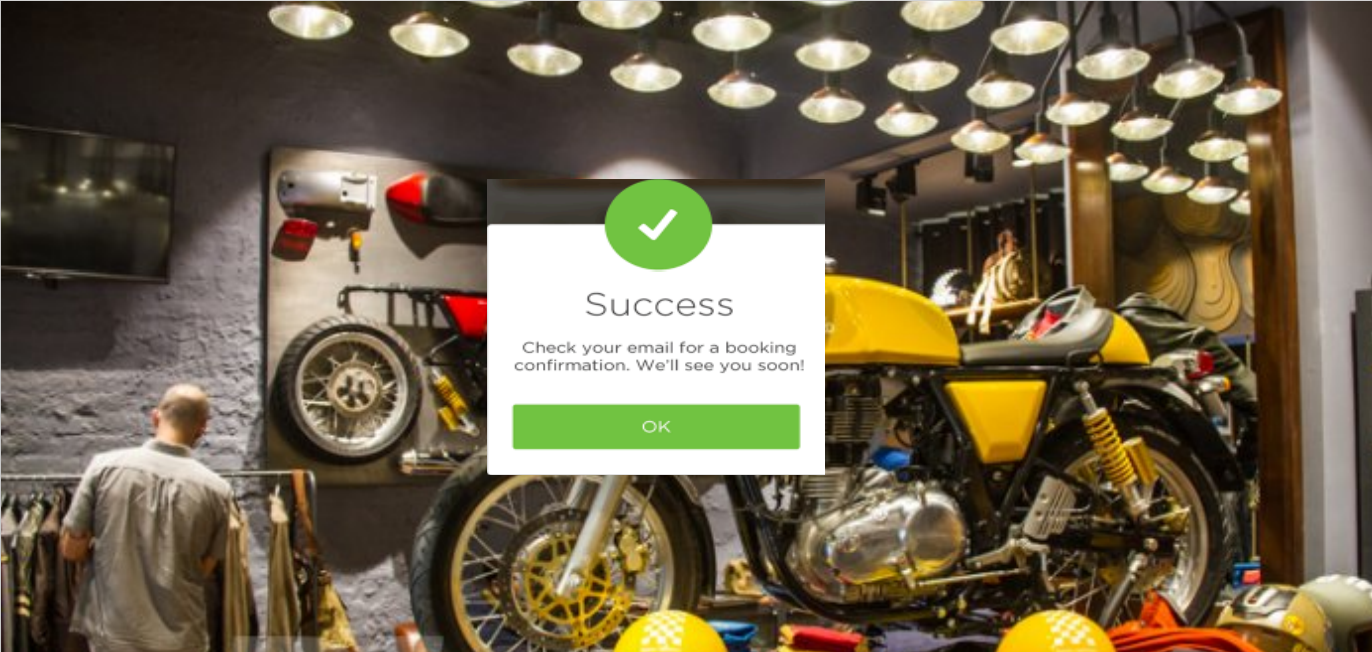 Success
Check your email for a booking
confirmation. We'll see you soon!
OK